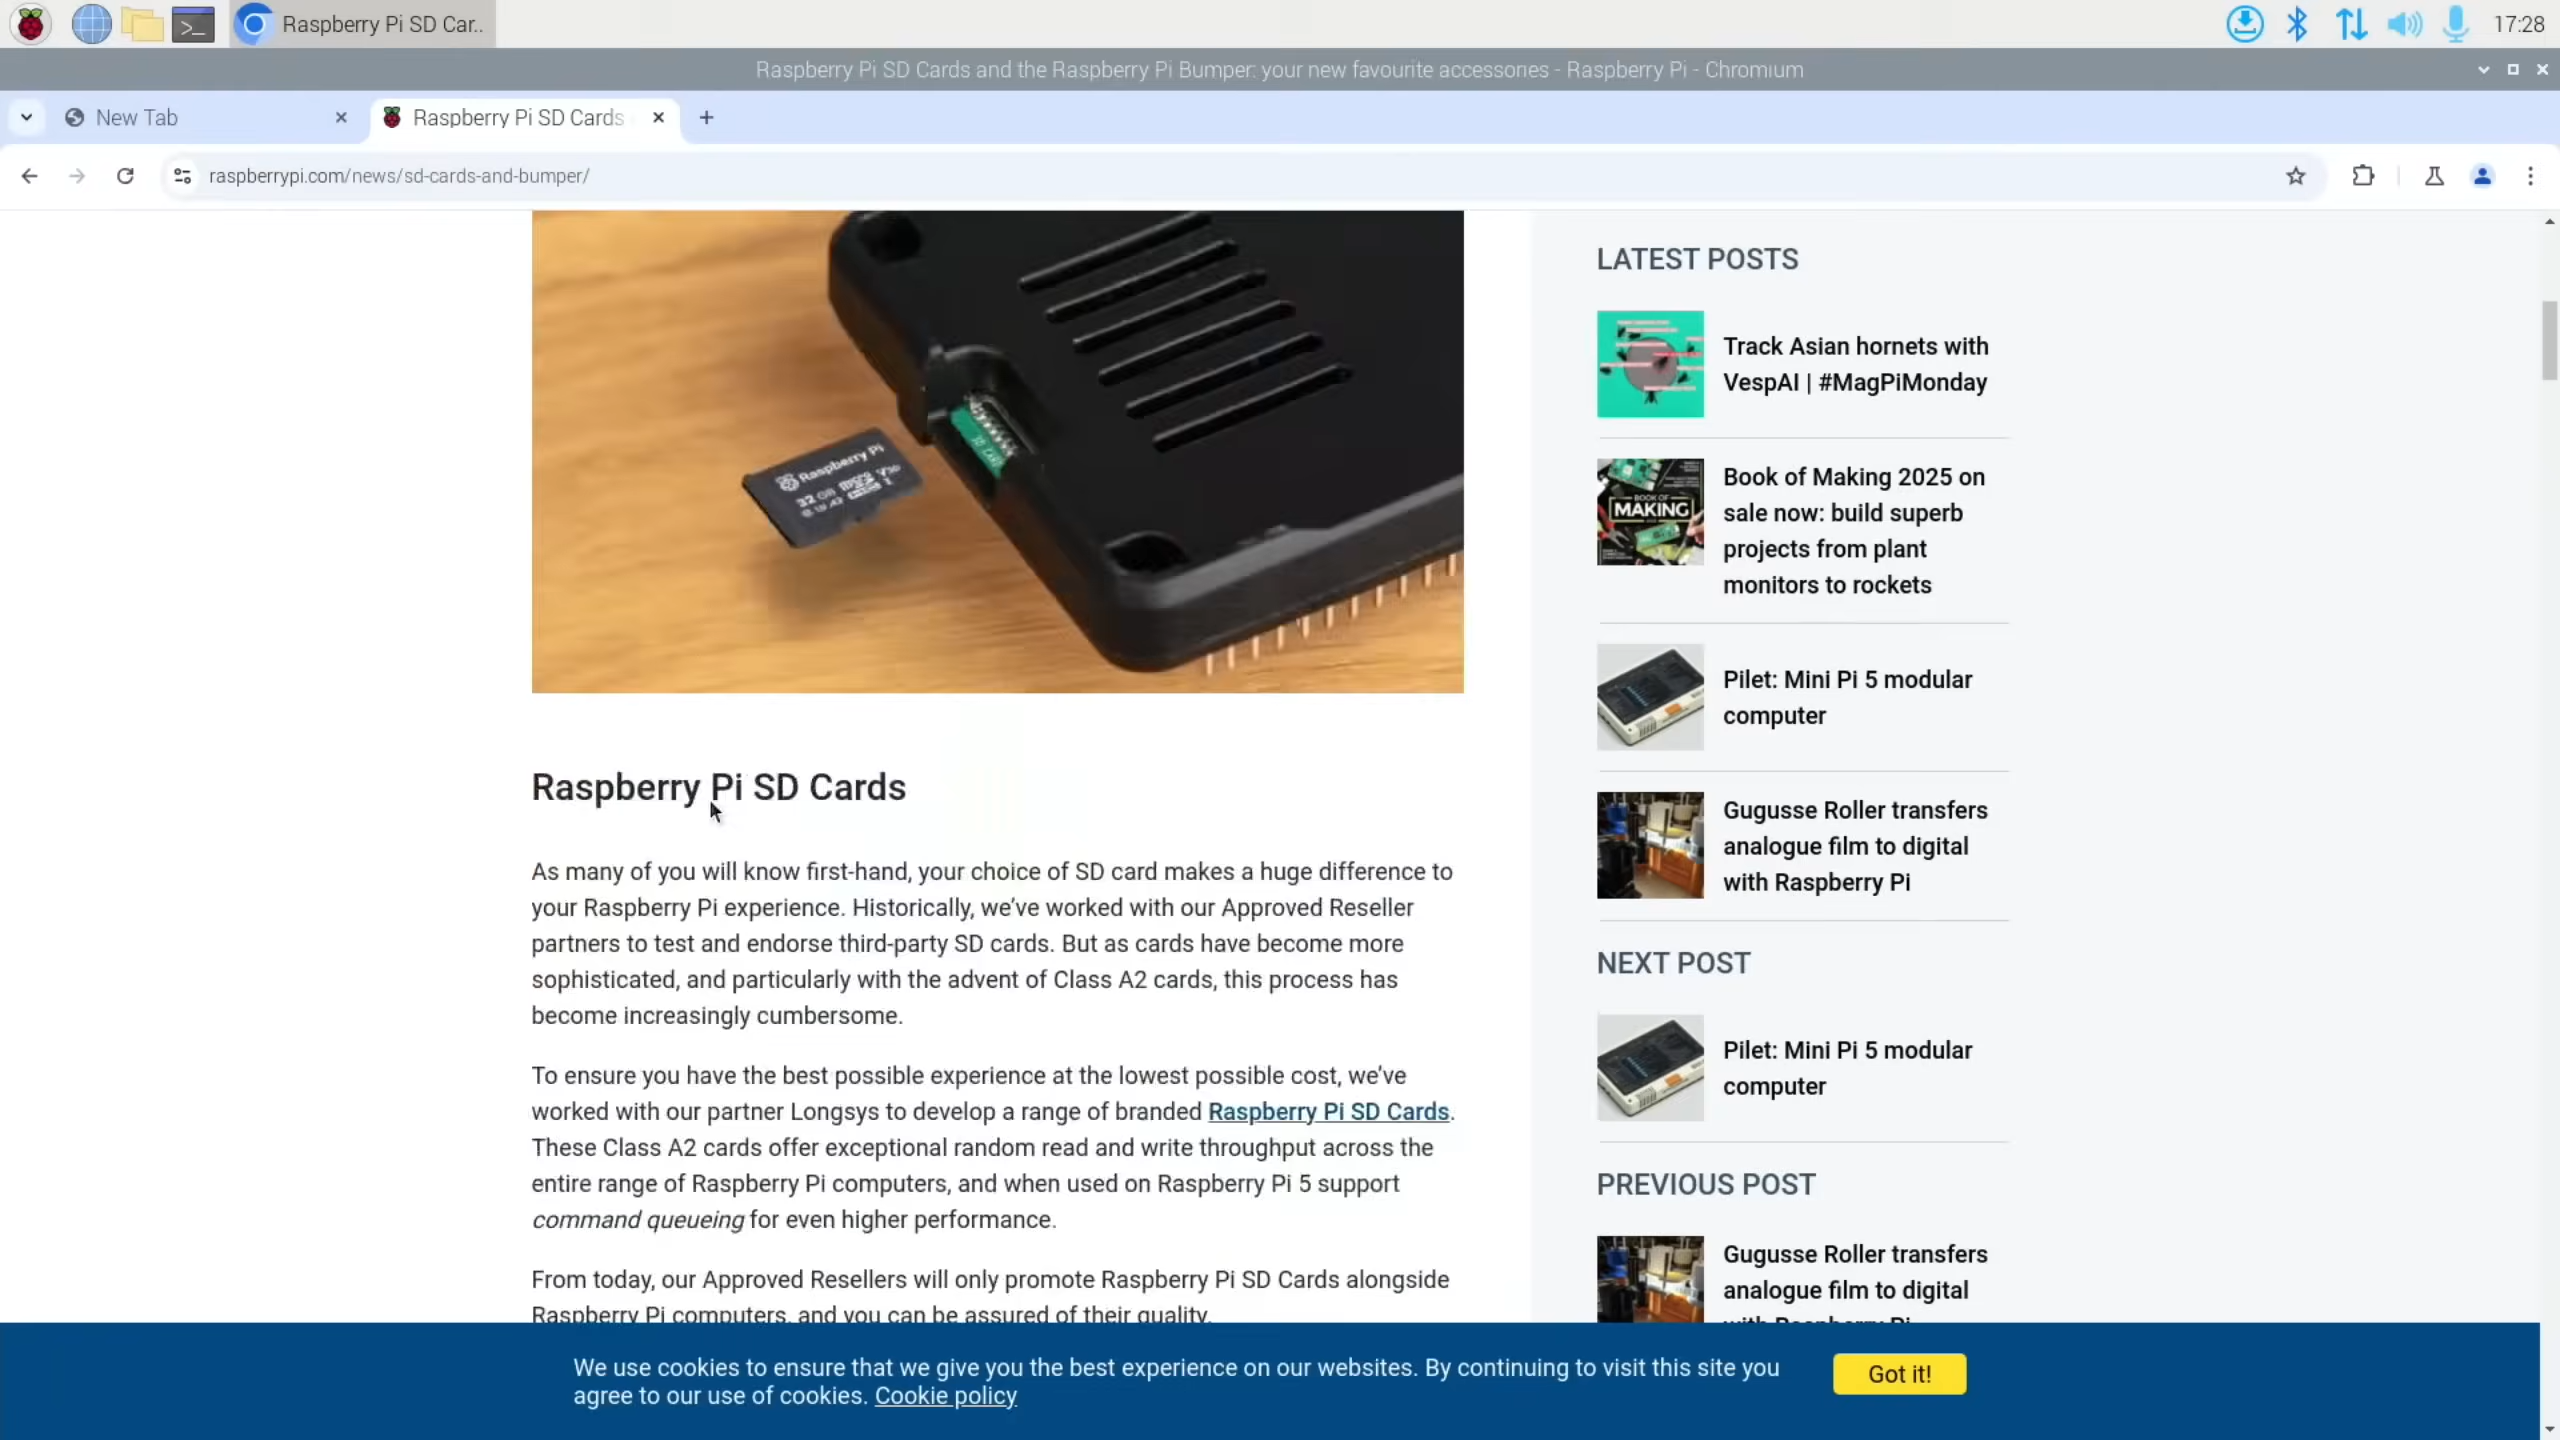 Raspberry Pi SD Car..
17:28
Raspberry Pi SD Cards and the Raspberry Pi Bumper: your new favourite accessories - Raspberry Pi - Chromium
New Tab
Raspberry Pi SD Cards
raspberrypi.com/news/sd-cards-and-bumper/
Raspberry Pi
32 GB
Raspberry Pi SD Cards
As many of you will know first-hand, your choice of SD card makes a huge difference to
your Raspberry Pi experience. Historically, we’ve worked with our Approved Reseller
partners to test and endorse third-party SD cards. But as cards have become more
sophisticated, and particularly with the advent of Class A2 cards, this process has
become increasingly cumbersome.
To ensure you have the best possible experience at the lowest possible cost, we’ve
worked with our partner Longsys to develop a range of branded Raspberry Pi SD Cards.
These Class A2 cards offer exceptional random read and write throughput across the
entire range of Raspberry Pi computers, and when used on Raspberry Pi 5 support
command queueing for even higher performance.
From today, our Approved Resellers will only promote Raspberry Pi SD Cards alongside
Raspberry Pi computers, and you can be assured of their quality.
LATEST POSTS
Track Asian hornets with
VespAI | #MagPiMonday
BOOK OF
MAKING
Book of Making 2025 on
sale now: build superb
projects from plant
monitors to rockets
Pilet: Mini Pi 5 modular
computer
Gugusse Roller transfers
analogue film to digital
with Raspberry Pi
NEXT POST
Pilet: Mini Pi 5 modular
computer
PREVIOUS POST
Gugusse Roller transfers
analogue film to digital
with Raspberry Pi
We use cookies to ensure that we give you the best experience on our websites. By continuing to visit this site you
agree to our use of cookies. Cookie policy
Got it!